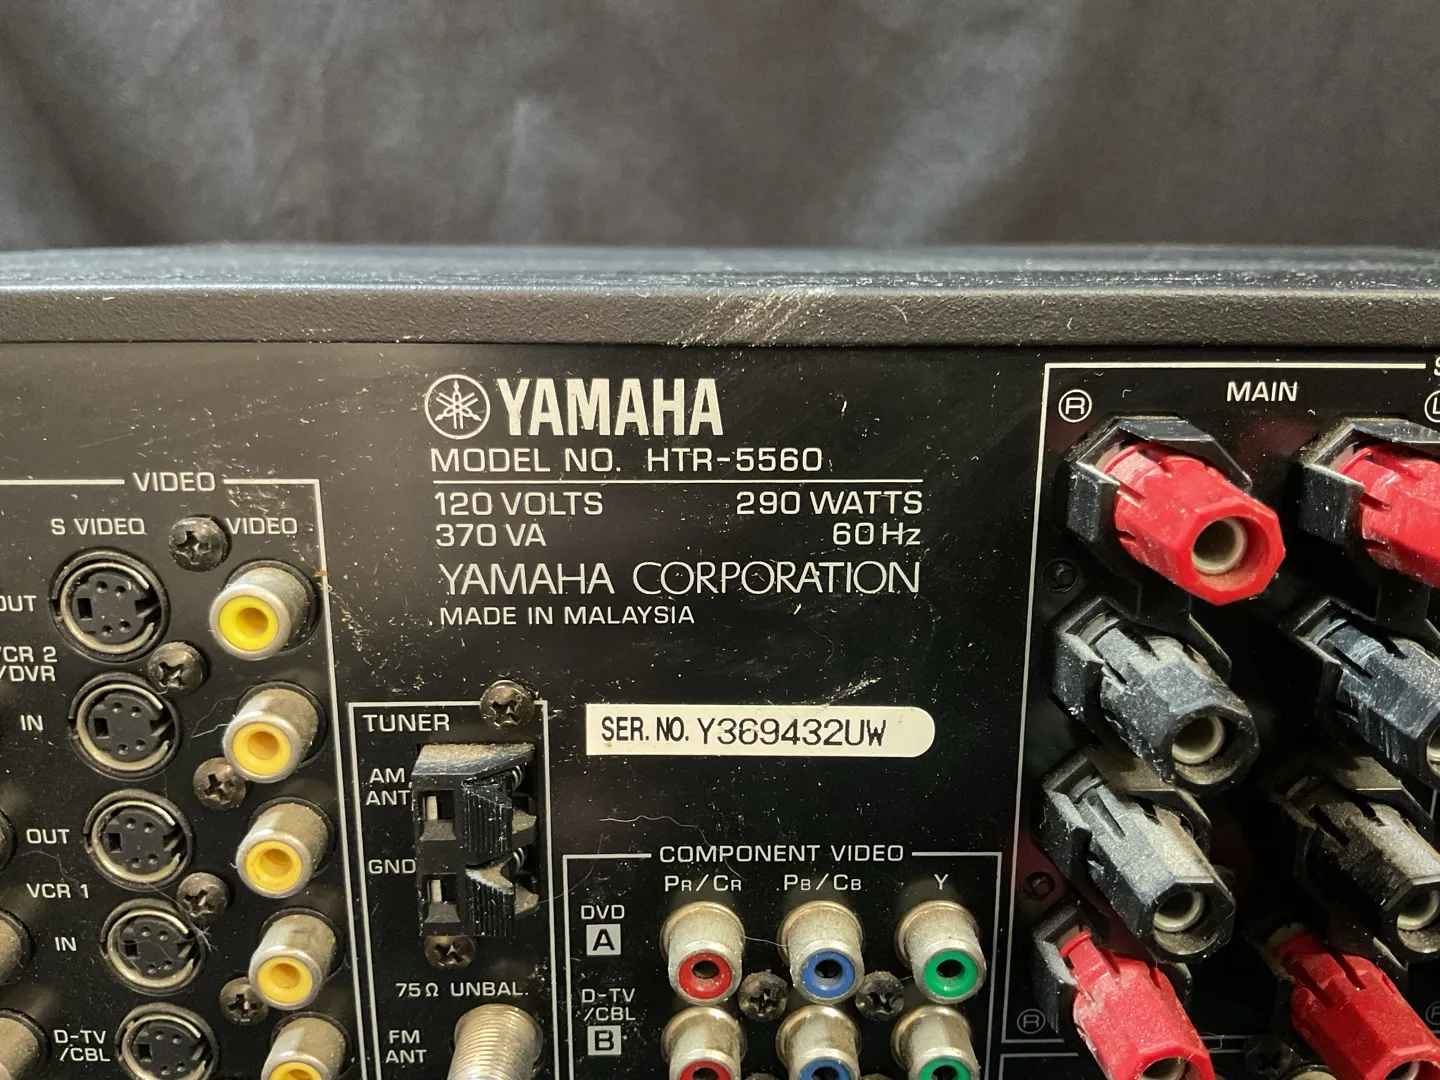 YAMAHA
MODEL NO. HTR-5560
120 VOLTS 290 WATTS
370 VA 60 Hz
YAMAHA CORPORATION
MADE IN MALAYSIA
SER. NO. Y369432UW
VIDEO
S VIDEO VIDEO
OUT
VCR 2
/DVR
IN
OUT
VCR 1
IN
D-TV
/CBL
TUNER
AM
ANT
GND
75Ω UNBAL.
FM
ANT
COMPONENT VIDEO
PR/CR PB/CB Y
DVD
A
D-TV
/CBL
B
MAIN
R
L
R